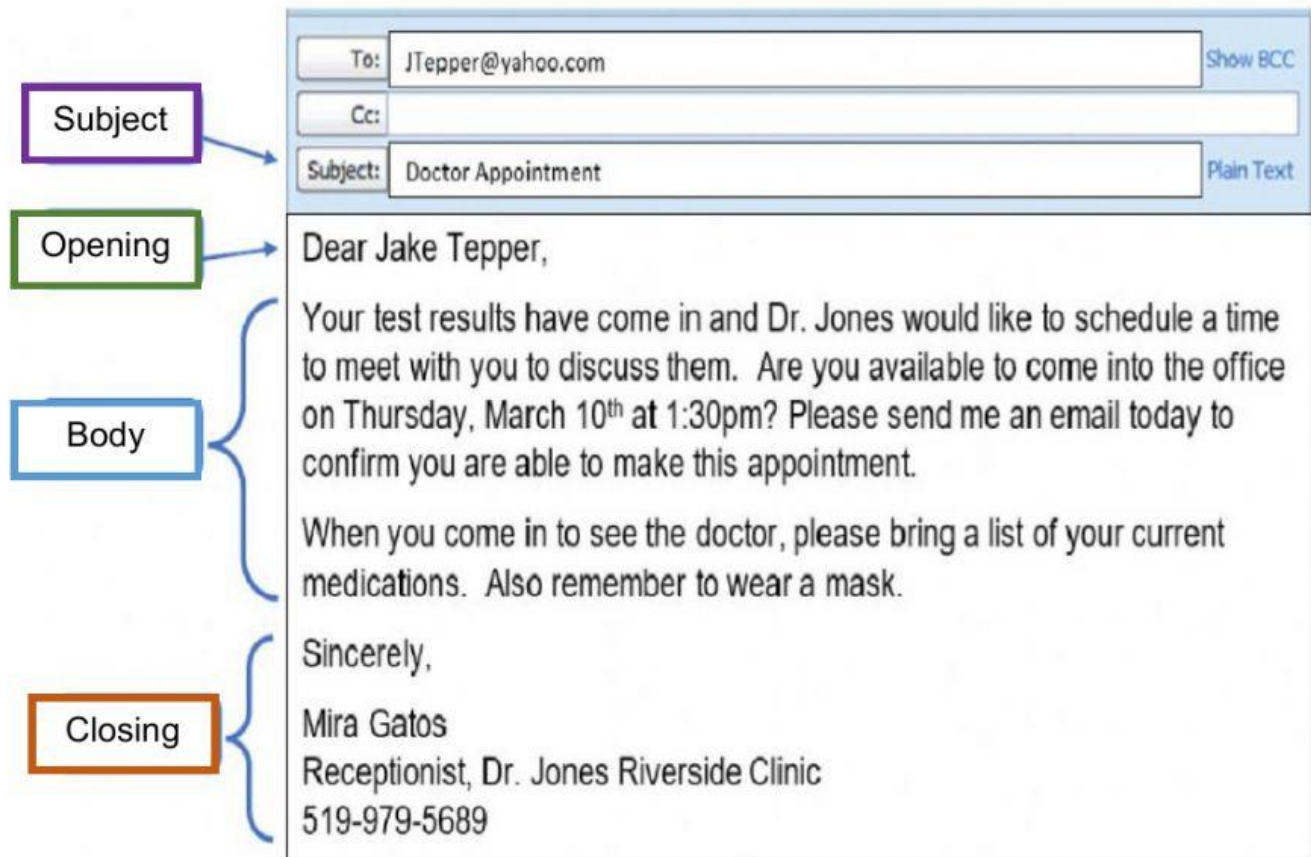 To: JTepper@yahoo.com Show BCC
Subject
Cc:
Subject: Doctor Appointment Plain Text
Opening
Dear Jake Tepper,
Your test results have come in and Dr. Jones would like to schedule a time
to meet with you to discuss them. Are you available to come into the office
on Thursday, March 10th at 1:30pm? Please send me an email today to
Body
confirm you are able to make this appointment.
When you come in to see the doctor, please bring a list of your current
medications. Also remember to wear a mask.
Sincerely,
Closing
Mira Gatos
Receptionist, Dr. Jones Riverside Clinic
519-979-5689